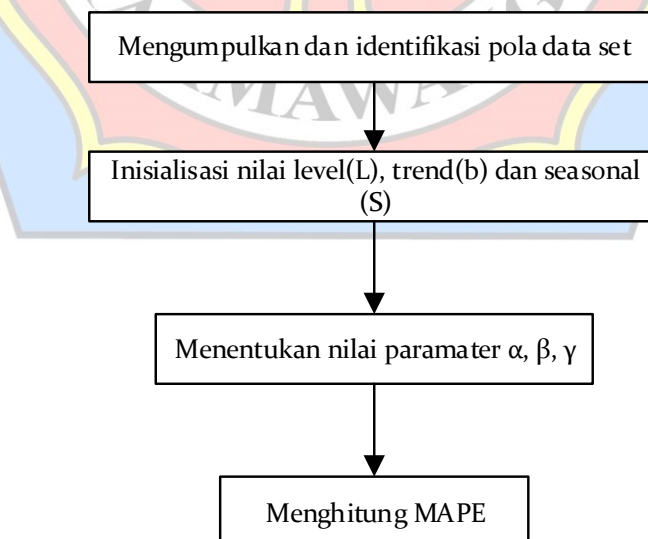 Mengumpulkan dan identifikasi pola data set
Inisialisasi nilai level(L), trend(b) dan seasonal
(S)
Menentukan nilai paramater α, β, γ
Menghitung MAPE